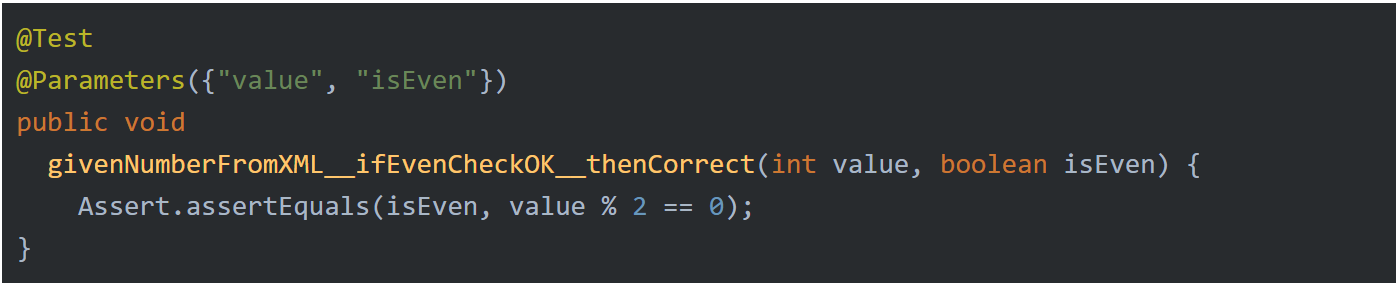 @Test
@Parameters({"value", "isEven"})
public void
givenNumberFromXML__ifEvenCheckOK__thenCorrect(int value, boolean isEven) {
Assert.assertEquals(isEven, value % 2 == 0);
}